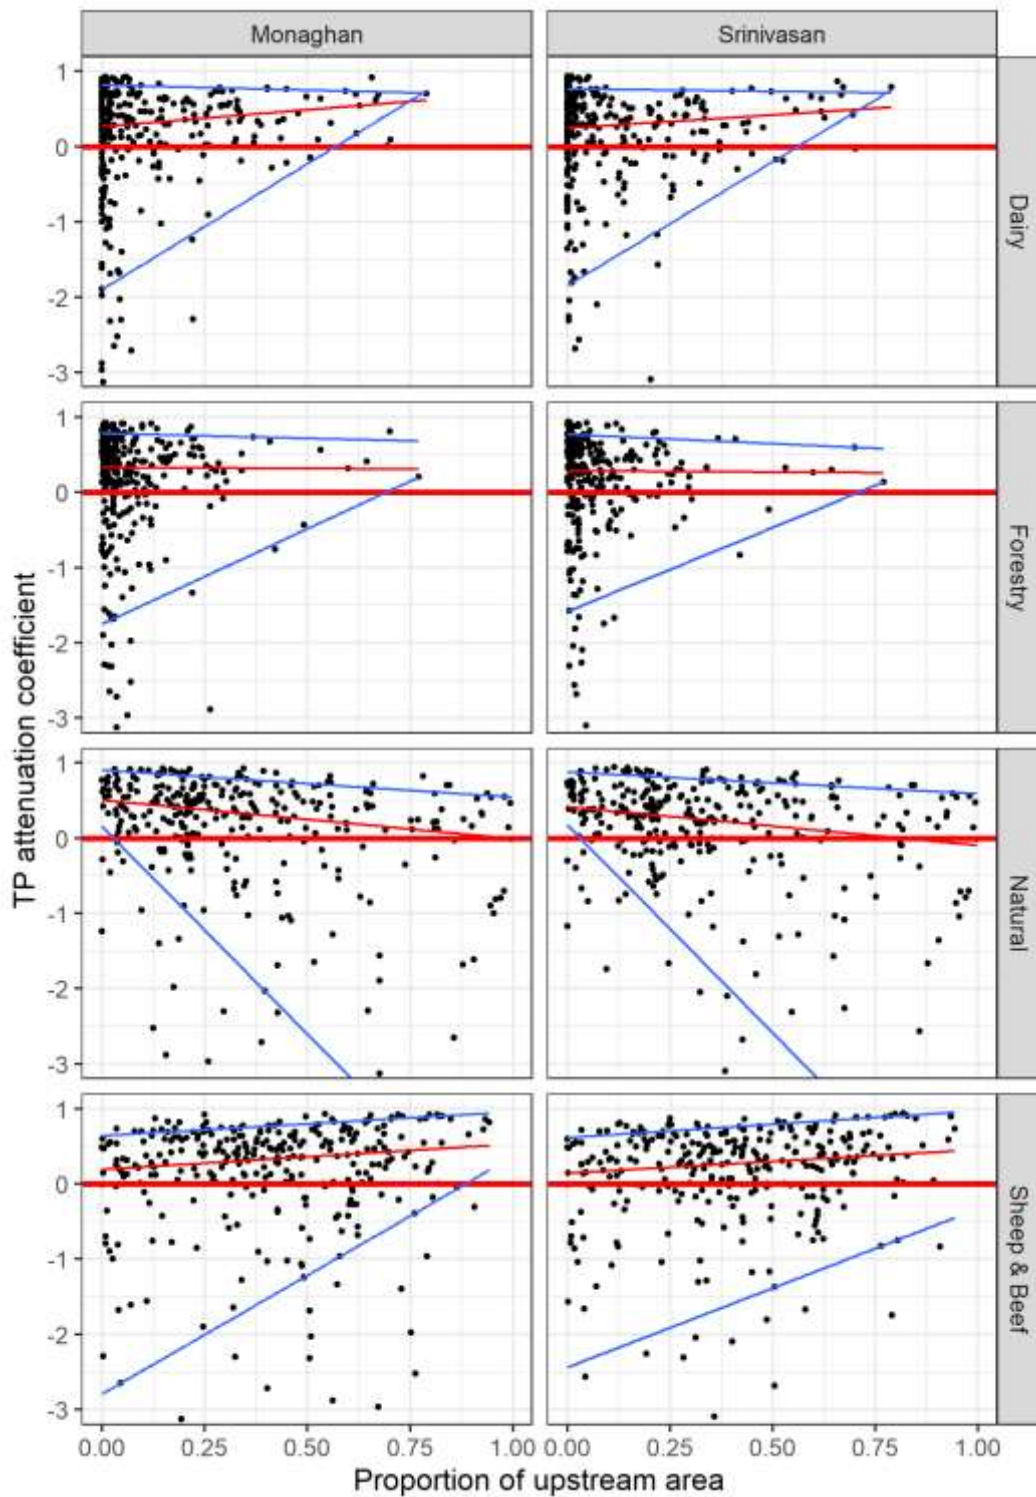 Monaghan Srinivasan
1
0
-1
-2
-3
Dairy
1
0
-1
-2
-3
Forestry
TP attenuation coefficient
1
0
-1
-2
-3
Natural
1
0
-1
-2
-3
Sheep & Beef
0.00 0.25 0.50 0.75 1.00 0.00 0.25 0.50 0.75 1.00
Proportion of upstream area